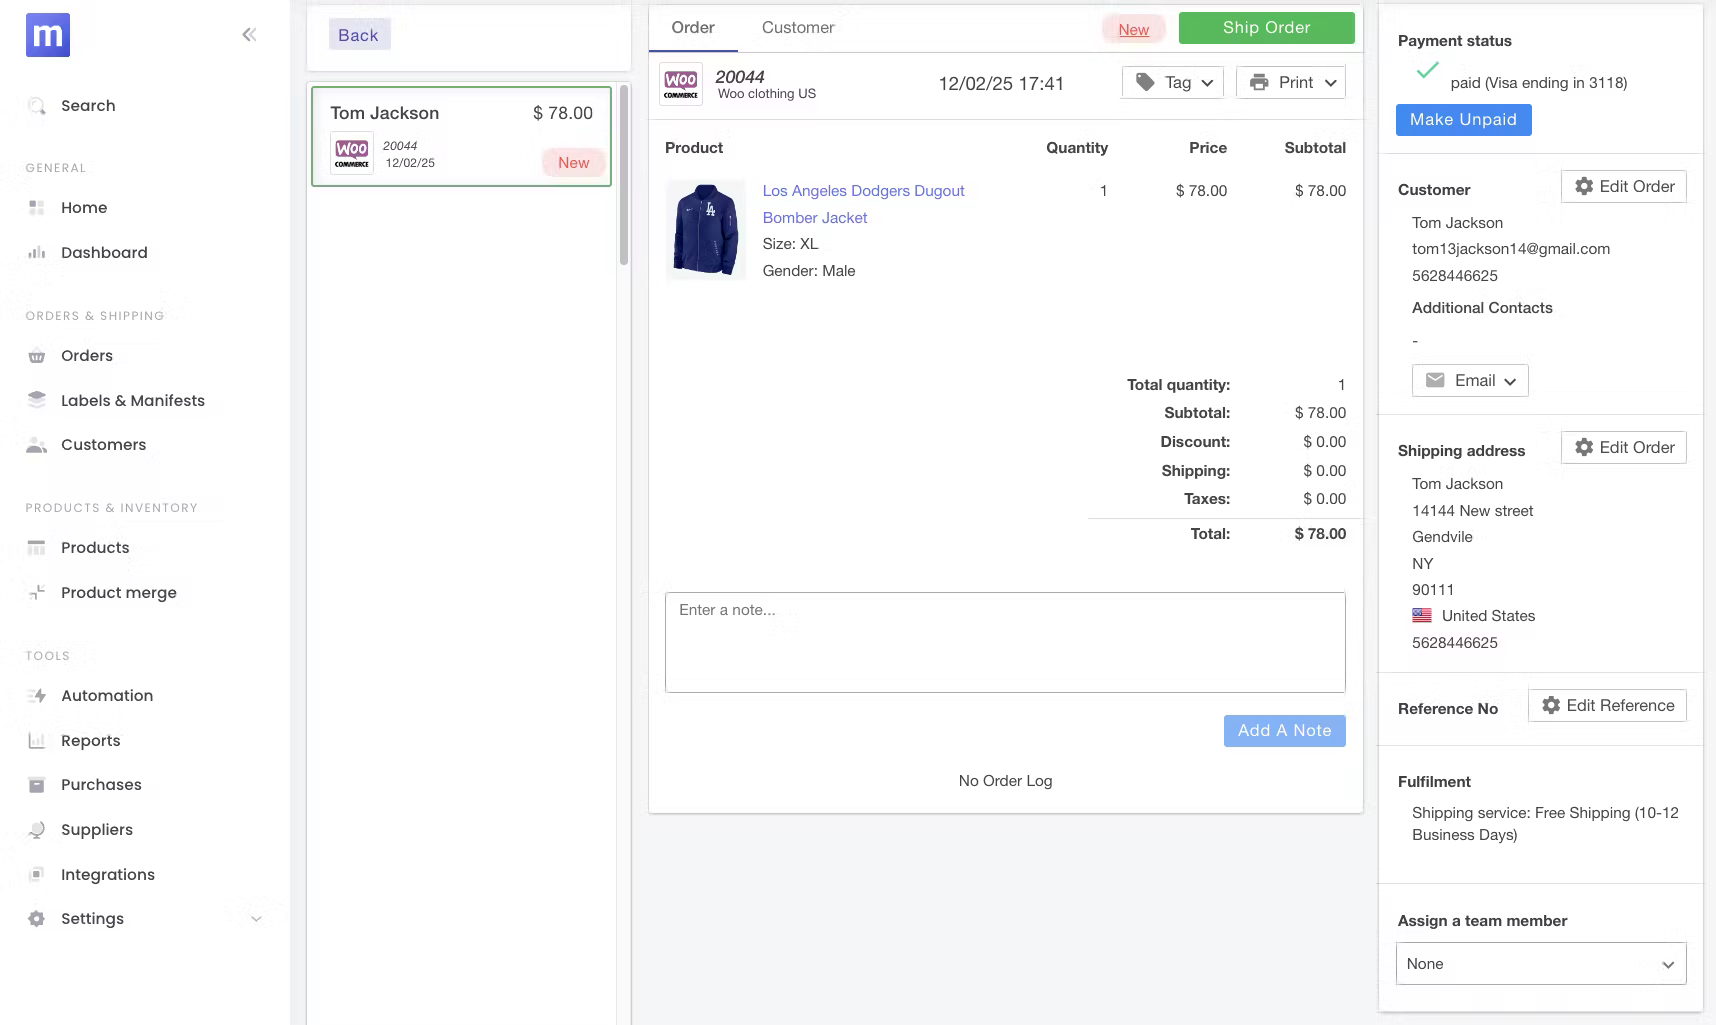 m
Search
GENERAL
Home
Dashboard
ORDERS & SHIPPING
Orders
Labels & Manifests
Customers
PRODUCTS & INVENTORY
Products
Product merge
TOOLS
Automation
Reports
Purchases
Suppliers
Integrations
Settings
Back
Tom Jackson $ 78.00
WOO
COMMERCE
20044
12/02/25
New
Order Customer New Ship Order
WOO
COMMERCE
20044
Woo clothing US
12/02/25 17:41
Tag
Print
Product Quantity Price Subtotal
LA
Los Angeles Dodgers Dugout 1 $ 78.00 $ 78.00
Bomber Jacket
Size: XL
Gender: Male
Total quantity: 1
Subtotal: $ 78.00
Discount: $ 0.00
Shipping: $ 0.00
Taxes: $ 0.00
Total: $ 78.00
Enter a note...
Add A Note
No Order Log
Payment status
paid (Visa ending in 3118)
Make Unpaid
Customer Edit Order
Tom Jackson
tom13jackson14@gmail.com
5628446625
Additional Contacts
-
Email
Shipping address Edit Order
Tom Jackson
14144 New street
Gendvile
NY
90111
United States
5628446625
Reference No Edit Reference
Fulfilment
Shipping service: Free Shipping (10-12
Business Days)
Assign a team member
None